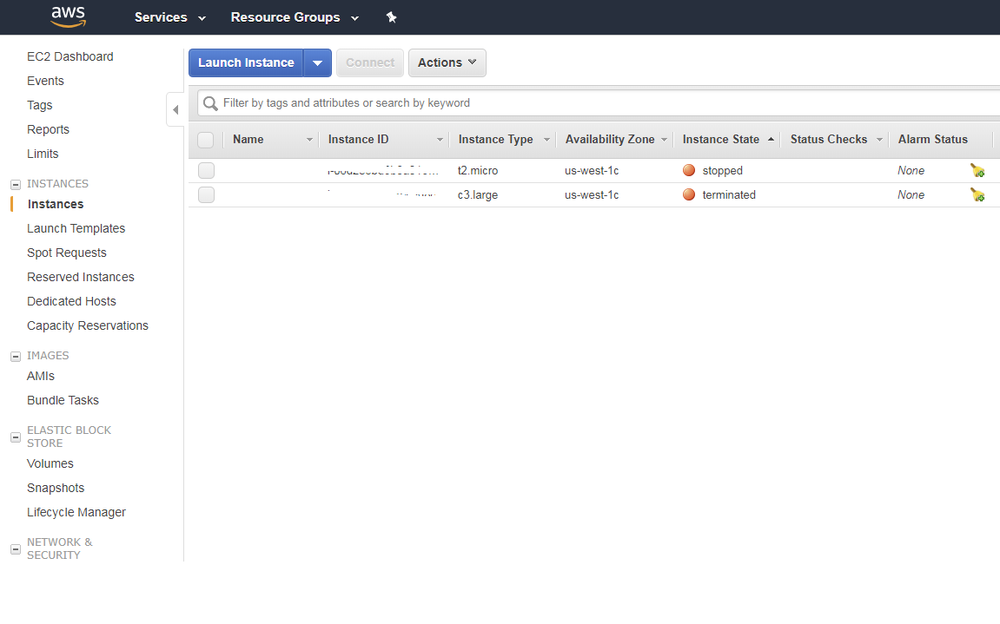 aws Services Resource Groups
EC2 Dashboard
Events
Tags
Reports
Limits
INSTANCES
Instances
Launch Templates
Spot Requests
Reserved Instances
Dedicated Hosts
Capacity Reservations
IMAGES
AMIs
Bundle Tasks
ELASTIC BLOCK
STORE
Volumes
Snapshots
Lifecycle Manager
NETWORK &
SECURITY
Launch Instance Connect Actions
Filter by tags and attributes or search by keyword
Name Instance ID Instance Type Availability Zone Instance State Status Checks Alarm Status
t2.micro us-west-1c stopped None
c3.large us-west-1c terminated None